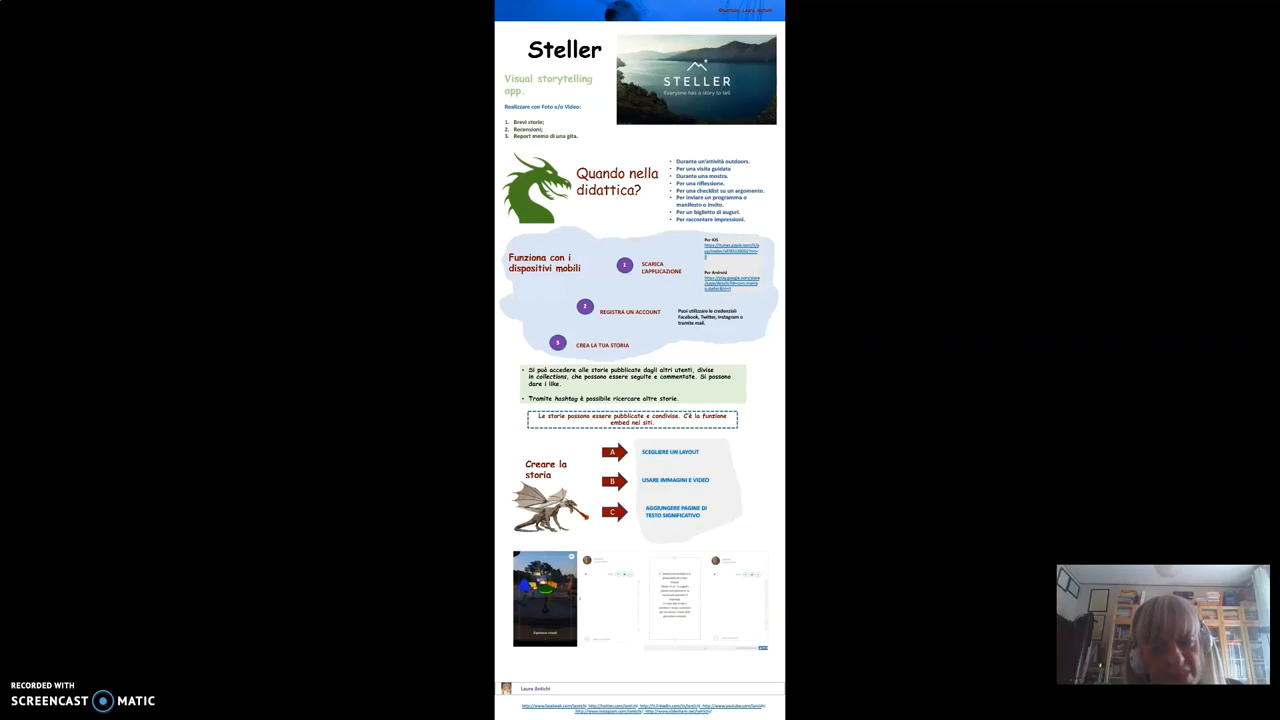 Steller
STELLER
Everyone has a story to tell
Visual storytelling
app.
Realizzare con Foto e/o Video:
1. Brevi storie;
2. Recensioni;
3. Report memo di una gita.
Quando nella
didattica?
• Durante un'attività outdoors.
• Per una visita guidata
• Durante una mostra.
• Per una riflessione.
• Per una checklist su un argomento.
• Per inviare un programma o
manifesto o invito.
• Per un biglietto di auguri.
• Per raccontare impressioni.
Funziona con i
dispositivi mobili
1
SCARICA
L'APPLICAZIONE
Per iOS
Per Android
2
REGISTRA UN ACCOUNT
Puoi utilizzare le credenziali
Facebook, Twitter, Instagram o
tramite mail.
3
CREA LA TUA STORIA
• Si può accedere alle storie pubblicate dagli altri utenti, divise
in collections, che possono essere seguite e commentate. Si possono
dare i like.
• Tramite hashtag è possibile ricercare altre storie.
Le storie possono essere pubblicate e condivise. C'è la funzione
embed nei siti.
Creare la
storia
A
SCEGLIERE UN LAYOUT
B
USARE IMMAGINI E VIDEO
C
AGGIUNGERE PAGINE DI
TESTO SIGNIFICATIVO
Laura Antichi
RECORDED WITH
SCREENCAST MATIC